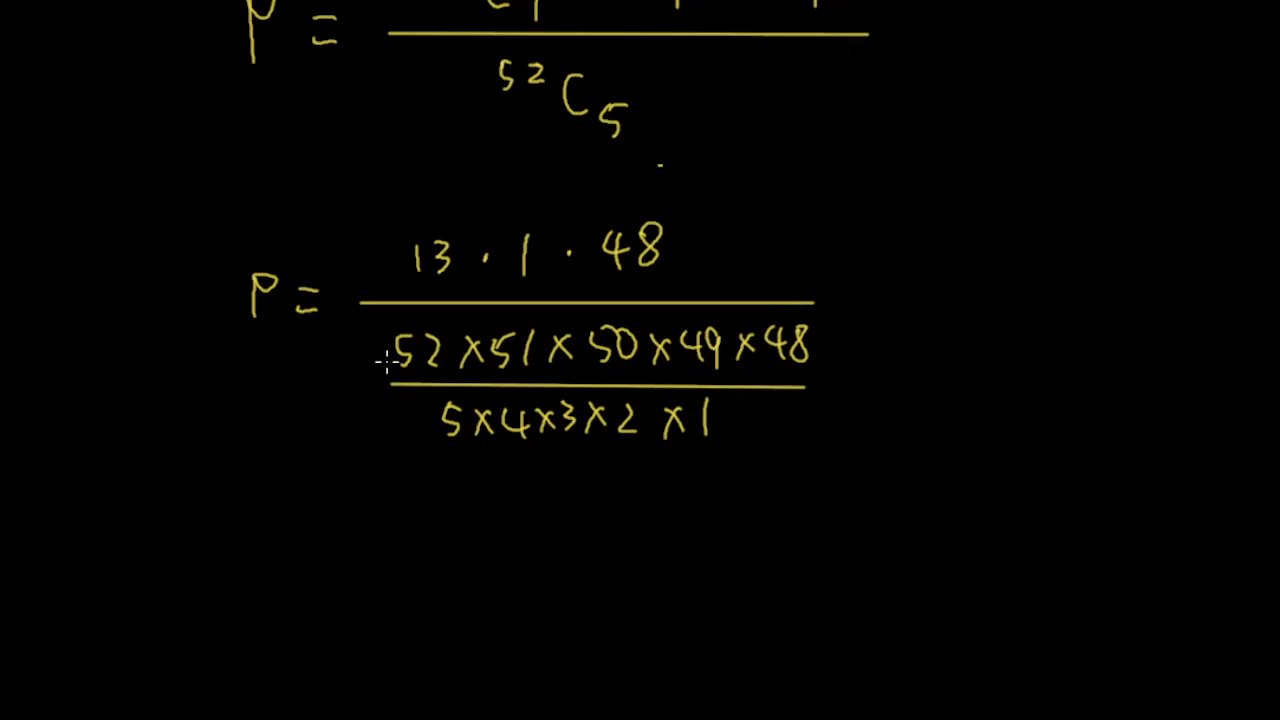 P =
52C5
13 · 1 · 48
P =
52 × 51 × 50 × 49 × 48
5 × 4 × 3 × 2 × 1